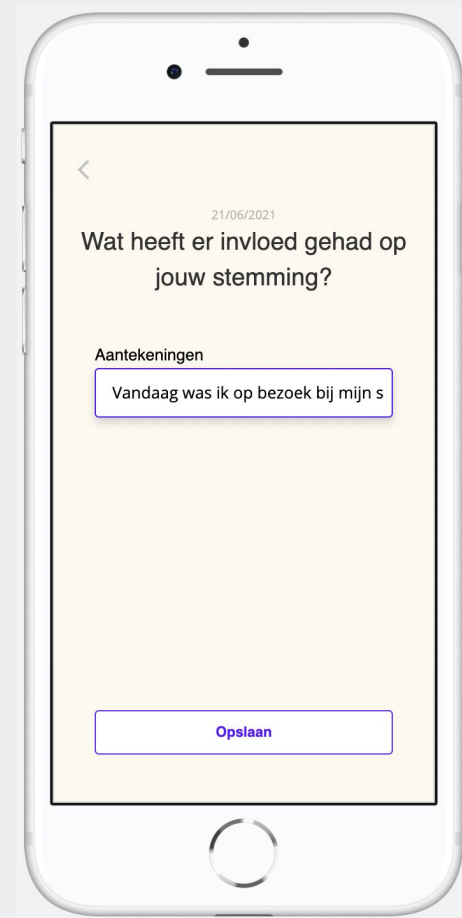 21/06/2021
Wat heeft er invloed gehad op
jouw stemming?
Aantekeningen
Vandaag was ik op bezoek bij mijn s
Opslaan